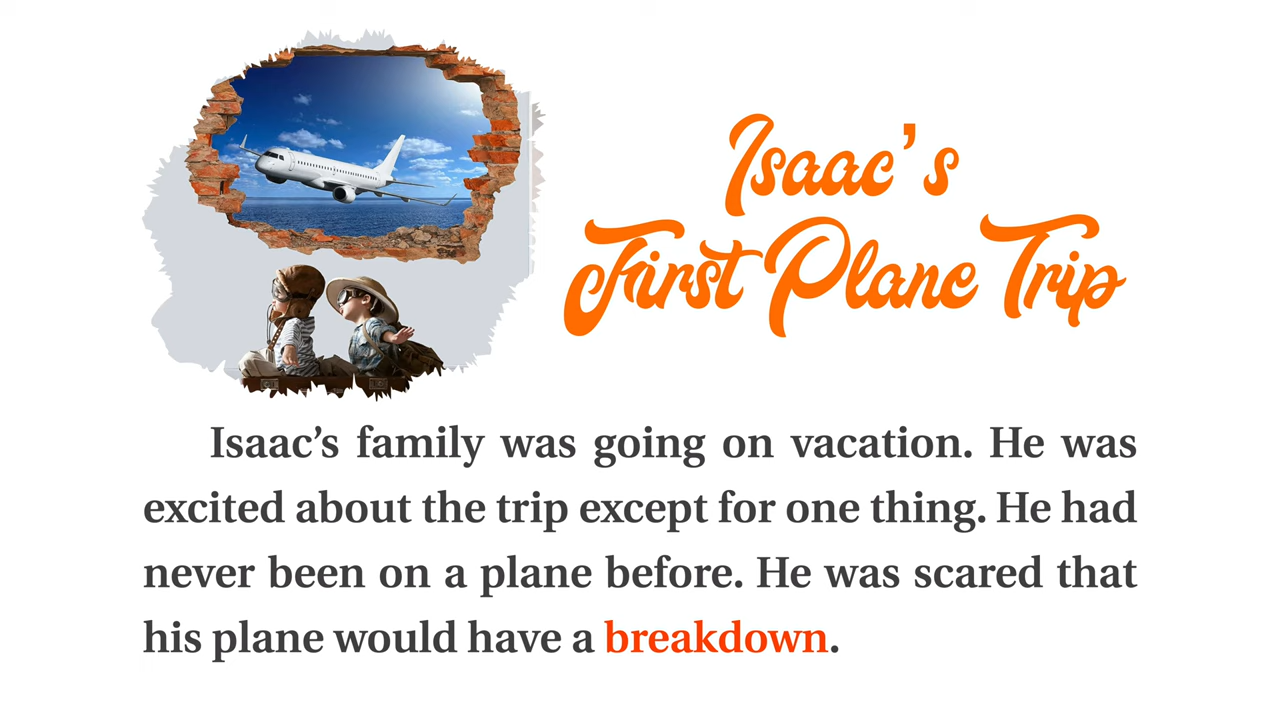 Isaac’s
First Plane Trip
Isaac’s family was going on vacation. He was
excited about the trip except for one thing. He had
never been on a plane before. He was scared that
his plane would have a breakdown.